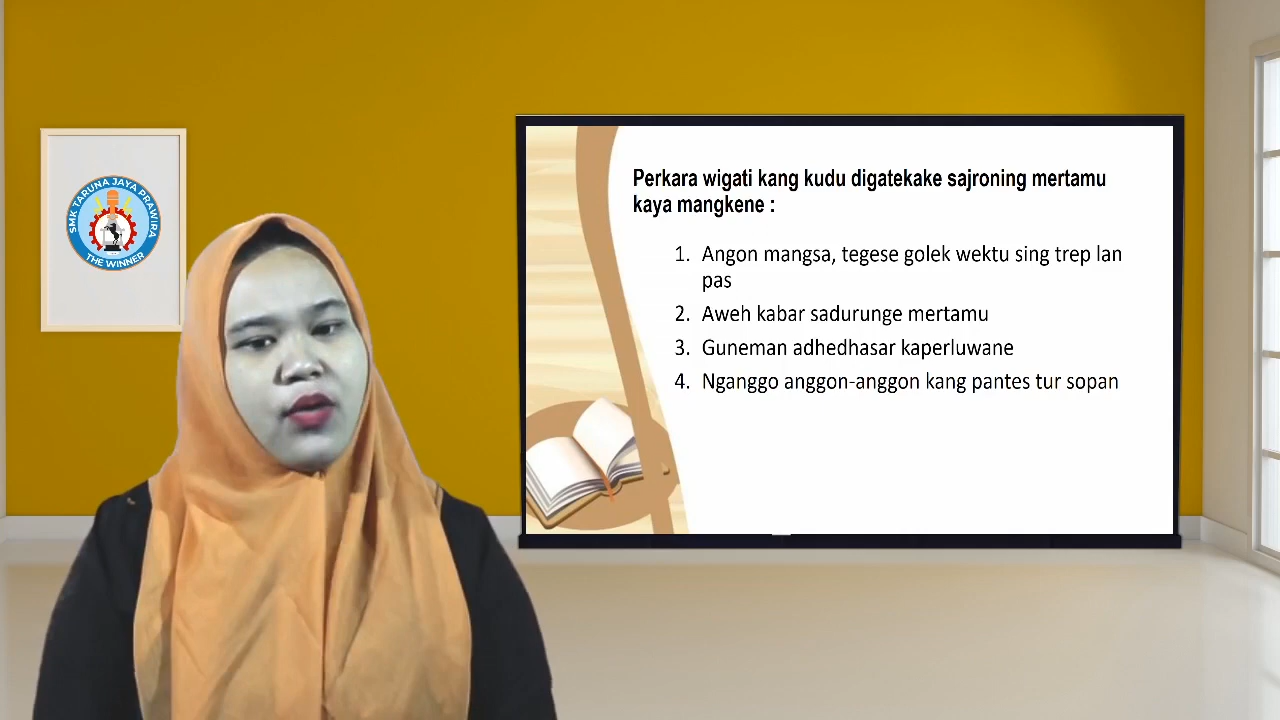 SMK TARUNA JAYA PRAWIRA
THE WINNER
Perkara wigati kang kudu digatekake sajroning mertamu
kaya mangkene :
1. Angon mangsa, tegese golek wektu sing trep lan
pas
2. Aweh kabar sadurunge mertamu
3. Guneman adhedhasar kaperluwane
4. Nganggo anggon-anggon kang pantes tur sopan